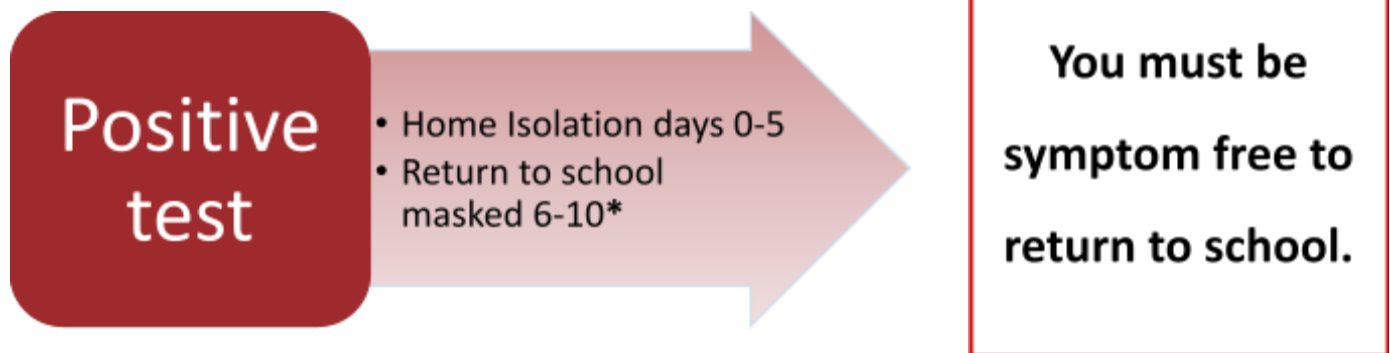 Positive
test
• Home Isolation days 0-5
• Return to school
masked 6-10*
You must be
symptom free to
return to school.